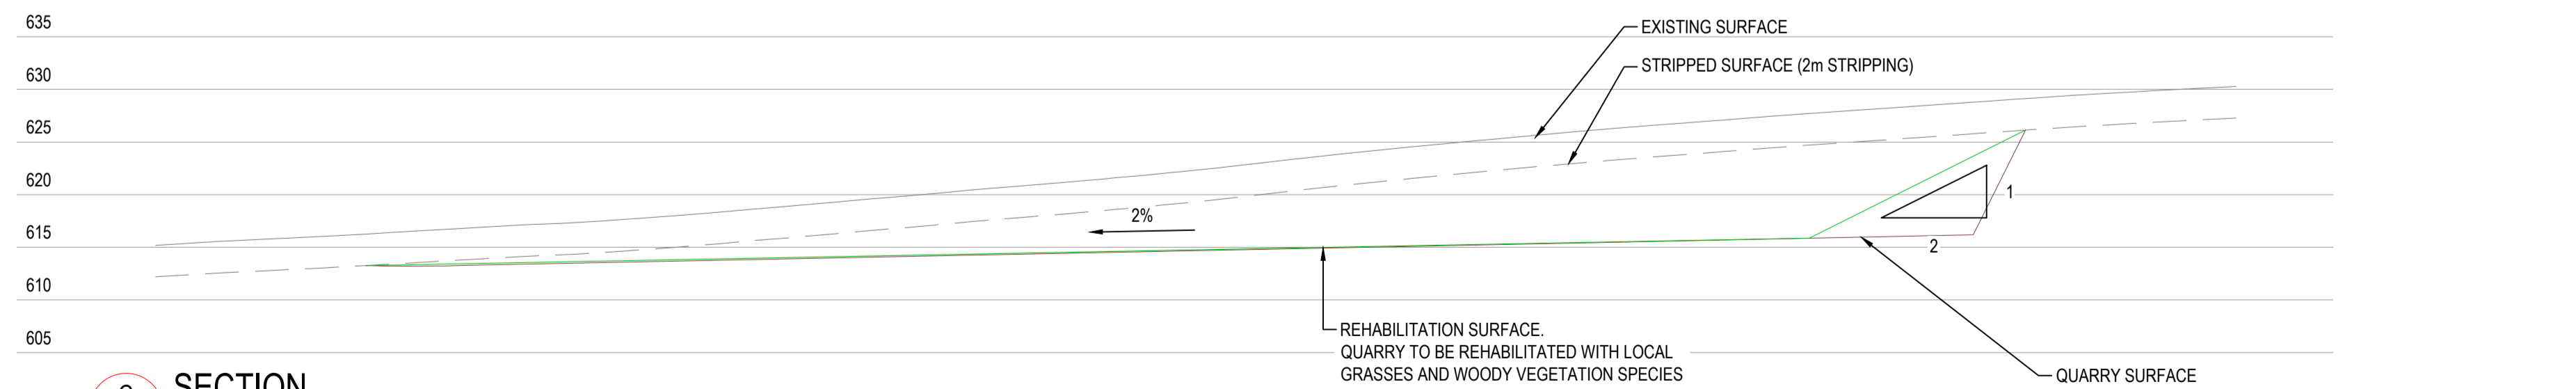 635
EXISTING SURFACE
630
STRIPPED SURFACE (2m STRIPPING)
625
620
1
2%
615
2
610
605
REHABILITATION SURFACE.
QUARRY TO BE REHABILITATED WITH LOCAL
GRASSES AND WOODY VEGETATION SPECIES
QUARRY SURFACE
SECTION